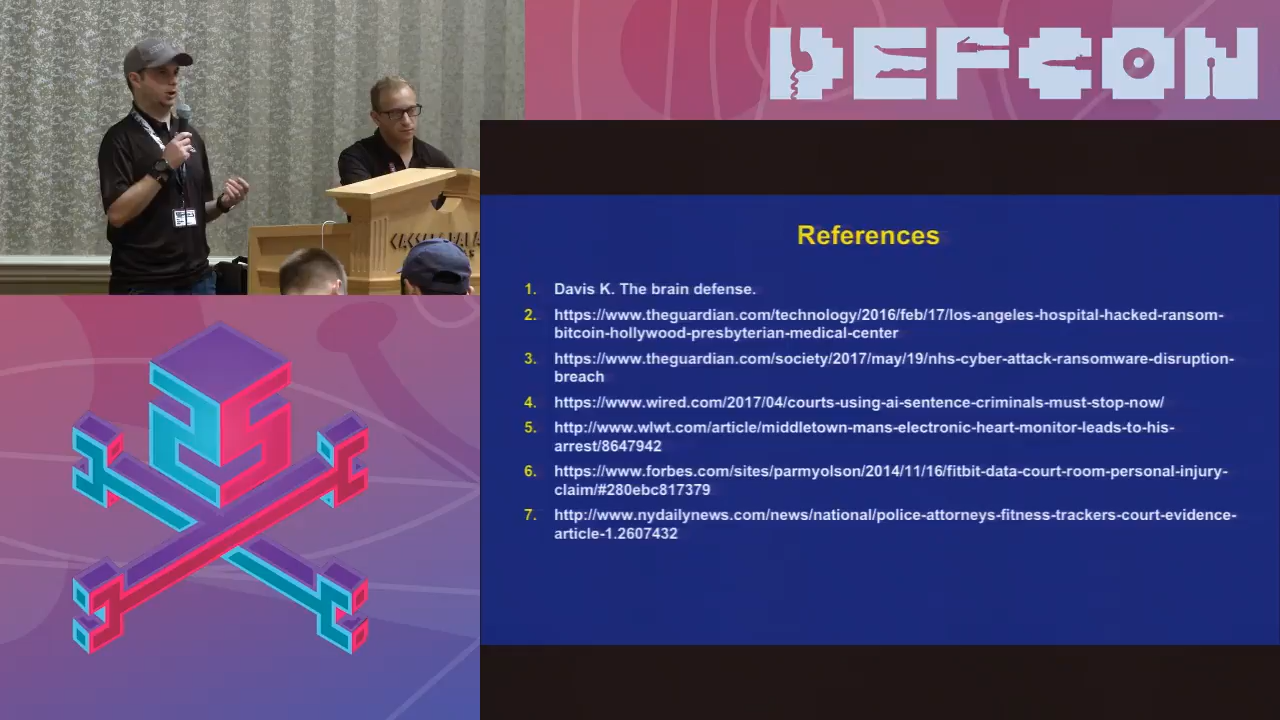 DEFCON
References
1. Davis K. The brain defense.
2. https://www.theguardian.com/technology/2016/feb/17/los-angeles-hospital-hacked-ransom-
bitcoin-hollywood-presbyterian-medical-center
3. https://www.theguardian.com/society/2017/may/19/nhs-cyber-attack-ransomware-disruption-
breach
4. https://www.wired.com/2017/04/courts-using-ai-sentence-criminals-must-stop-now/
5. http://www.wlwt.com/article/middletown-mans-electronic-heart-monitor-leads-to-his-
arrest/8647942
6. https://www.forbes.com/sites/parmyolson/2014/11/16/fitbit-data-court-room-personal-injury-
claim/#280ebc817379
7. http://www.nydailynews.com/news/national/police-attorneys-fitness-trackers-court-evidence-
article-1.2607432
25